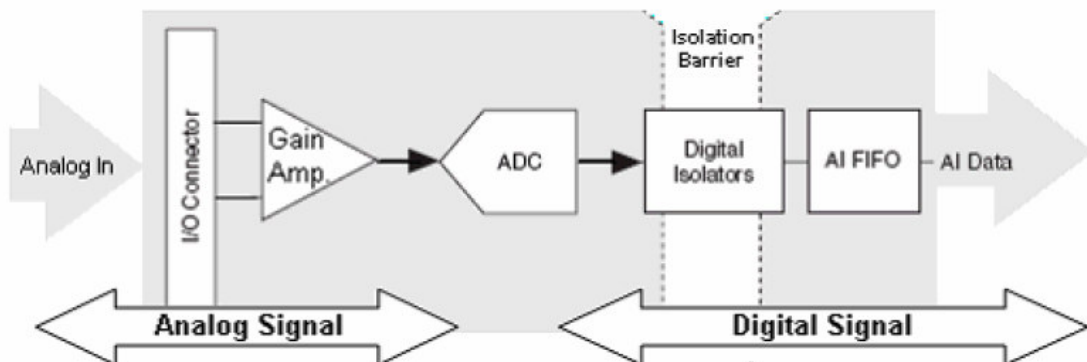 Isolation
Barrier
Analog In
I/O Connector
Gain
Amp.
ADC
Digital
Isolators
AI FIFO
AI Data
Analog Signal
Digital Signal